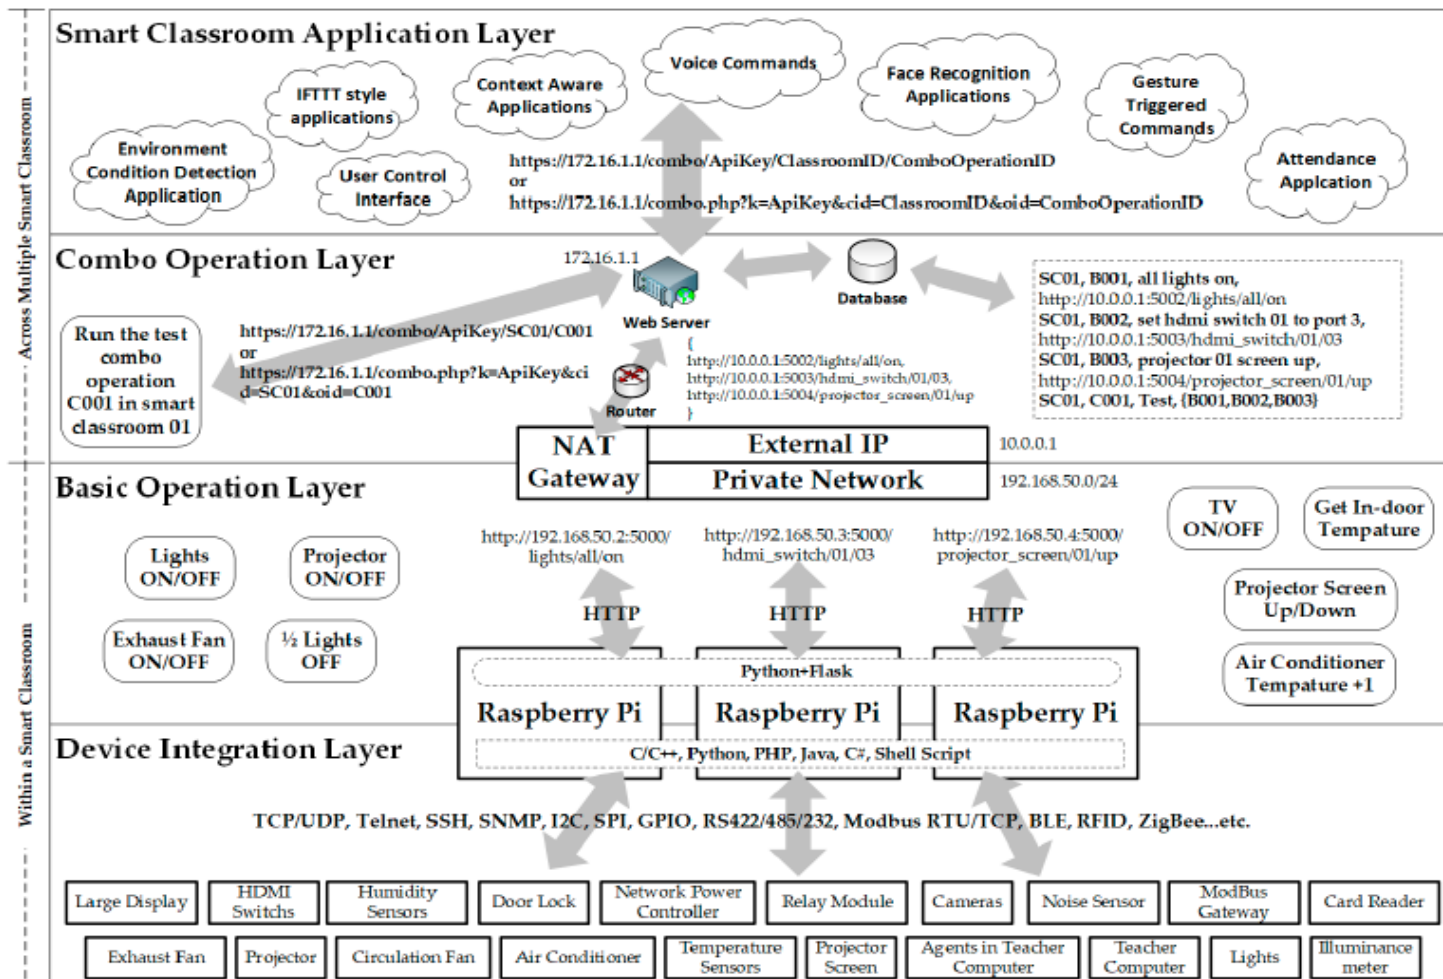 Across Multiple Smart Classroom
Within a Smart Classroom
Smart Classroom Application Layer
Environment
Condition Detection
Application
IFTTT style
applications
User Control
Interface
Context Aware
Applications
Voice Commands
Face Recognition
Applications
Gesture
Triggered
Commands
Attendance
Applcation
https://172.16.1.1/combo/ApiKey/ClassroomID/ComboOperationID
or
https://172.16.1.1/combo.php?k=ApiKey&cid=ClassroomID&oid=ComboOperationID
Combo Operation Layer
172.16.1.1
Web Server
Database
Run the test
combo
operation
C001 in smart
classroom 01
https://172.16.1.1/combo/ApiKey/SC01/C001
or
https://172.16.1.1/combo.php?k=ApiKey&ci
d=SC01&oid=C001
Router
{
http://10.0.0.1:5002/lights/all/on,
http://10.0.0.1:5003/hdmi_switch/01/03,
http://10.0.0.1:5004/projector_screen/01/up
}
SC01, B001, all lights on,
http://10.0.0.1:5002/lights/all/on
SC01, B002, set hdmi switch 01 to port 3,
http://10.0.0.1:5003/hdmi_switch/01/03
SC01, B003, projector 01 screen up,
http://10.0.0.1:5004/projector_screen/01/up
SC01, C001, Test, {B001,B002,B003}
NAT
Gateway
External IP
10.0.0.1
Private Network
192.168.50.0/24
Basic Operation Layer
Lights
ON/OFF
Projector
ON/OFF
Exhaust Fan
ON/OFF
½ Lights
OFF
http://192.168.50.2:5000/
lights/all/on
http://192.168.50.3:5000/
hdmi_switch/01/03
http://192.168.50.4:5000/
projector_screen/01/up
HTTP
HTTP
HTTP
TV
ON/OFF
Get In-door
Tempature
Projector Screen
Up/Down
Air Conditioner
Tempature +1
Python+Flask
Raspberry Pi
Raspberry Pi
Raspberry Pi
Device Integration Layer
C/C++, Python, PHP, Java, C#, Shell Script
TCP/UDP, Telnet, SSH, SNMP, I2C, SPI, GPIO, RS422/485/232, Modbus RTU/TCP, BLE, RFID, ZigBee...etc.
Large Display
HDMI
Switchs
Humidity
Sensors
Door Lock
Network Power
Controller
Relay Module
Cameras
Noise Sensor
ModBus
Gateway
Card Reader
Exhaust Fan
Projector
Circulation Fan
Air Conditioner
Temperature
Sensors
Projector
Screen
Agents in Teacher
Computer
Teacher
Computer
Lights
Illuminance
meter